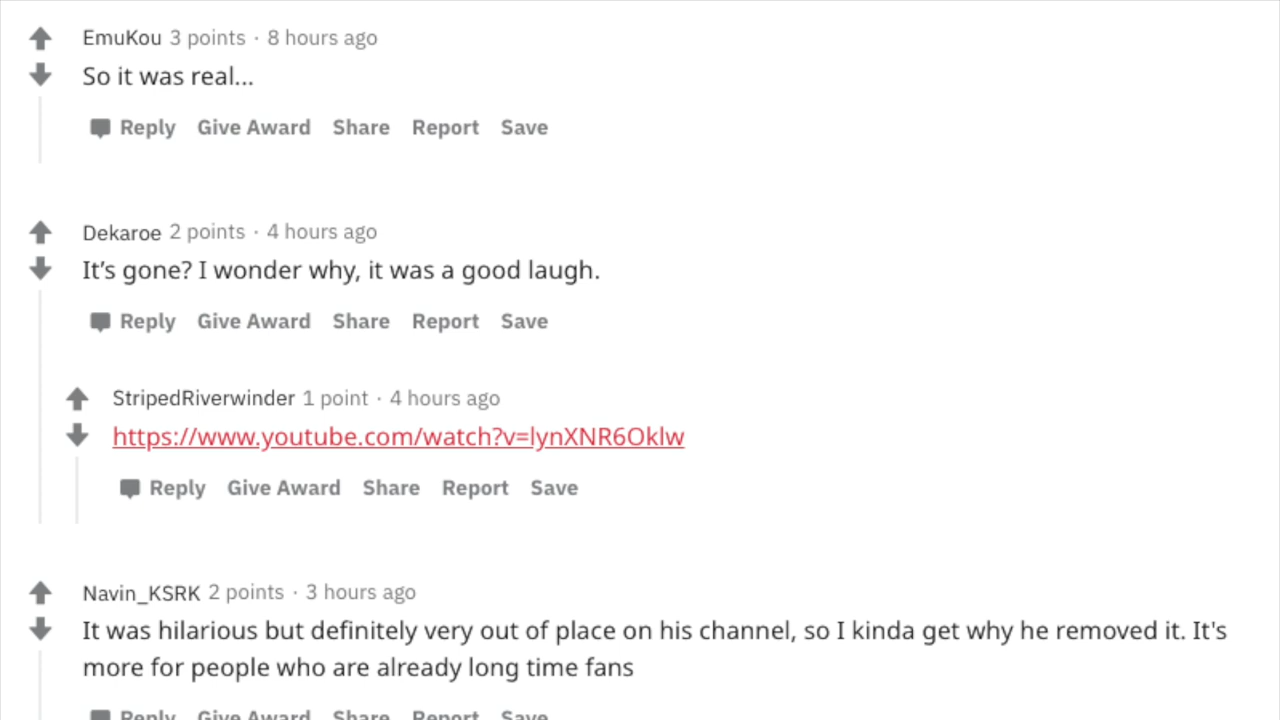 EmuKou 3 points · 8 hours ago
So it was real...
Reply Give Award Share Report Save
Dekaroe 2 points · 4 hours ago
It’s gone? I wonder why, it was a good laugh.
Reply Give Award Share Report Save
StripedRiverwinder 1 point · 4 hours ago
https://www.youtube.com/watch?v=lynXNR6Oklw
Reply Give Award Share Report Save
Navin_KSRK 2 points · 3 hours ago
It was hilarious but definitely very out of place on his channel, so I kinda get why he removed it. It's
more for people who are already long time fans
Reply Give Award Share Report Save